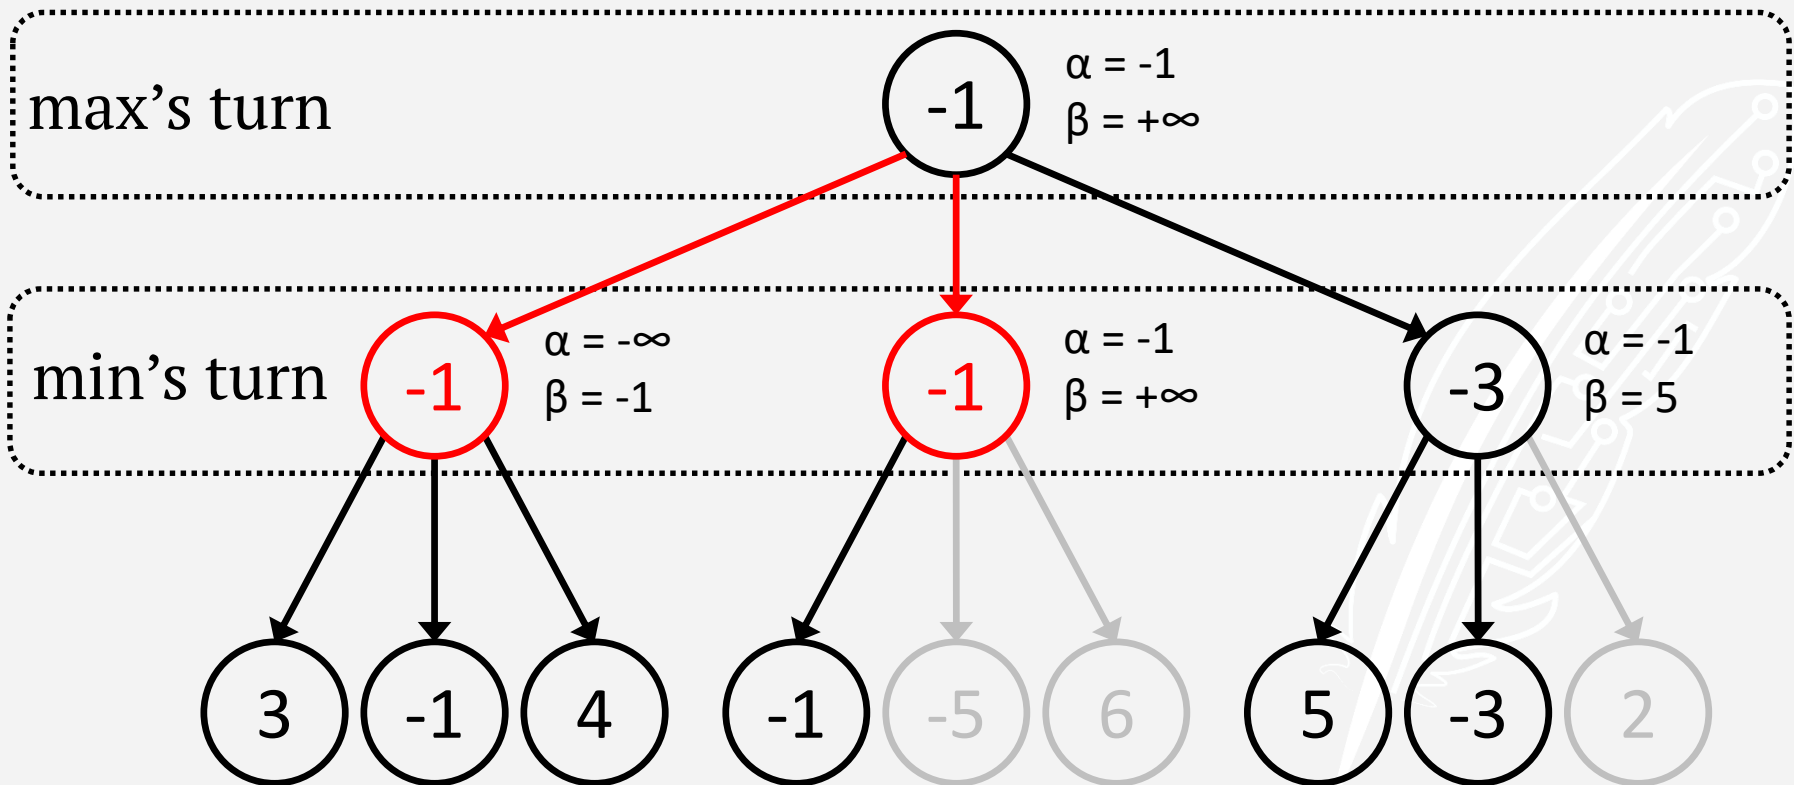 max’s turn
-1
α = -1
β = +∞
min’s turn
-1
α = -∞
β = -1
-1
α = -1
β = +∞
-3
α = -1
β = 5
3
-1
4
-1
-5
6
5
-3
2